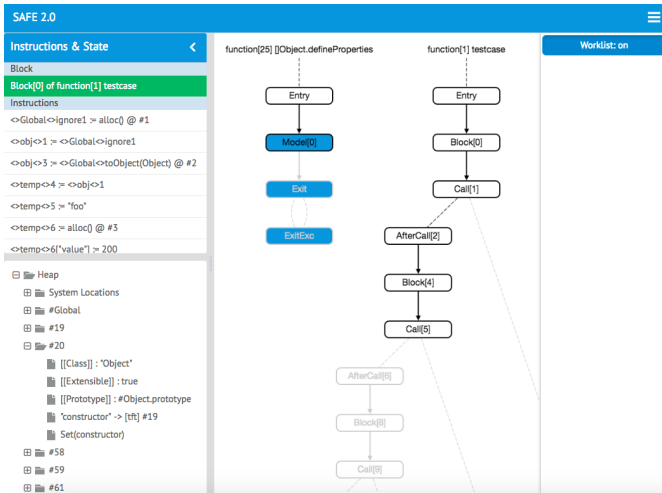 SAFE 2.0
Instructions & State
Block
Block[0] of function[1] testcase
Instructions
<>Global<>ignore1 := alloc() @ #1
<>obj<>1 := <>Global<>ignore1
<>obj<>3 := <>Global<>toObject(Object) @ #2
<>temp<>4 := <>obj<>1
<>temp<>5 := "foo"
<>temp<>6 := alloc() @ #3
<>temp<>6["value"] := 200
Heap
System Locations
#Global
#19
#20
[[Class]] : "Object"
[[Extensible]] : true
[[Prototype]] : #Object.prototype
"constructor" -> [tft] #19
Set(constructor)
#58
#59
#61
function[25] []Object.defineProperties
Entry
Model[0]
Exit
ExitExc
function[1] testcase
Entry
Block[0]
Call[1]
AfterCall[2]
Block[4]
Call[5]
AfterCall[6]
Block[8]
Call[9]
Worklist: on